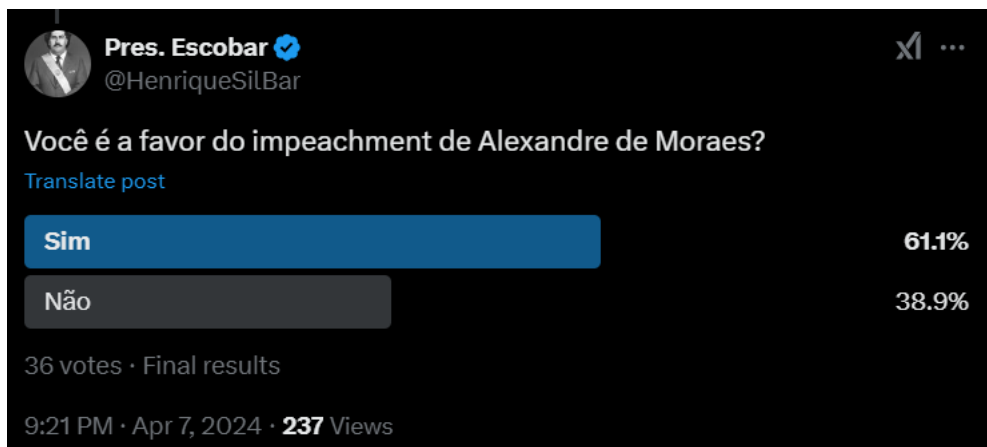 Pres. Escobar
@HenriqueSilBar
Você é a favor do impeachment de Alexandre de Moraes?
Translate post
Sim 61.1%
Não 38.9%
36 votes · Final results
9:21 PM · Apr 7, 2024 · 237 Views